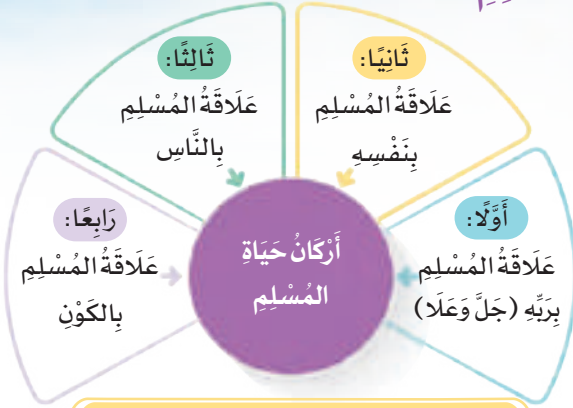 أَوَّلًا:
عَلَاقَةُ المُسْلِمِ
بِرَبِّهِ (جَلَّ وَعَلَا)
ثَانِيًا:
عَلَاقَةُ المُسْلِمِ
بِنَفْسِهِ
ثَالِثًا:
عَلَاقَةُ المُسْلِمِ
بِالنَّاسِ
رَابِعًا:
عَلَاقَةُ المُسْلِمِ
بِالكَوْنِ
أَرْكَانُ حَيَاةِ
المُسْلِمِ